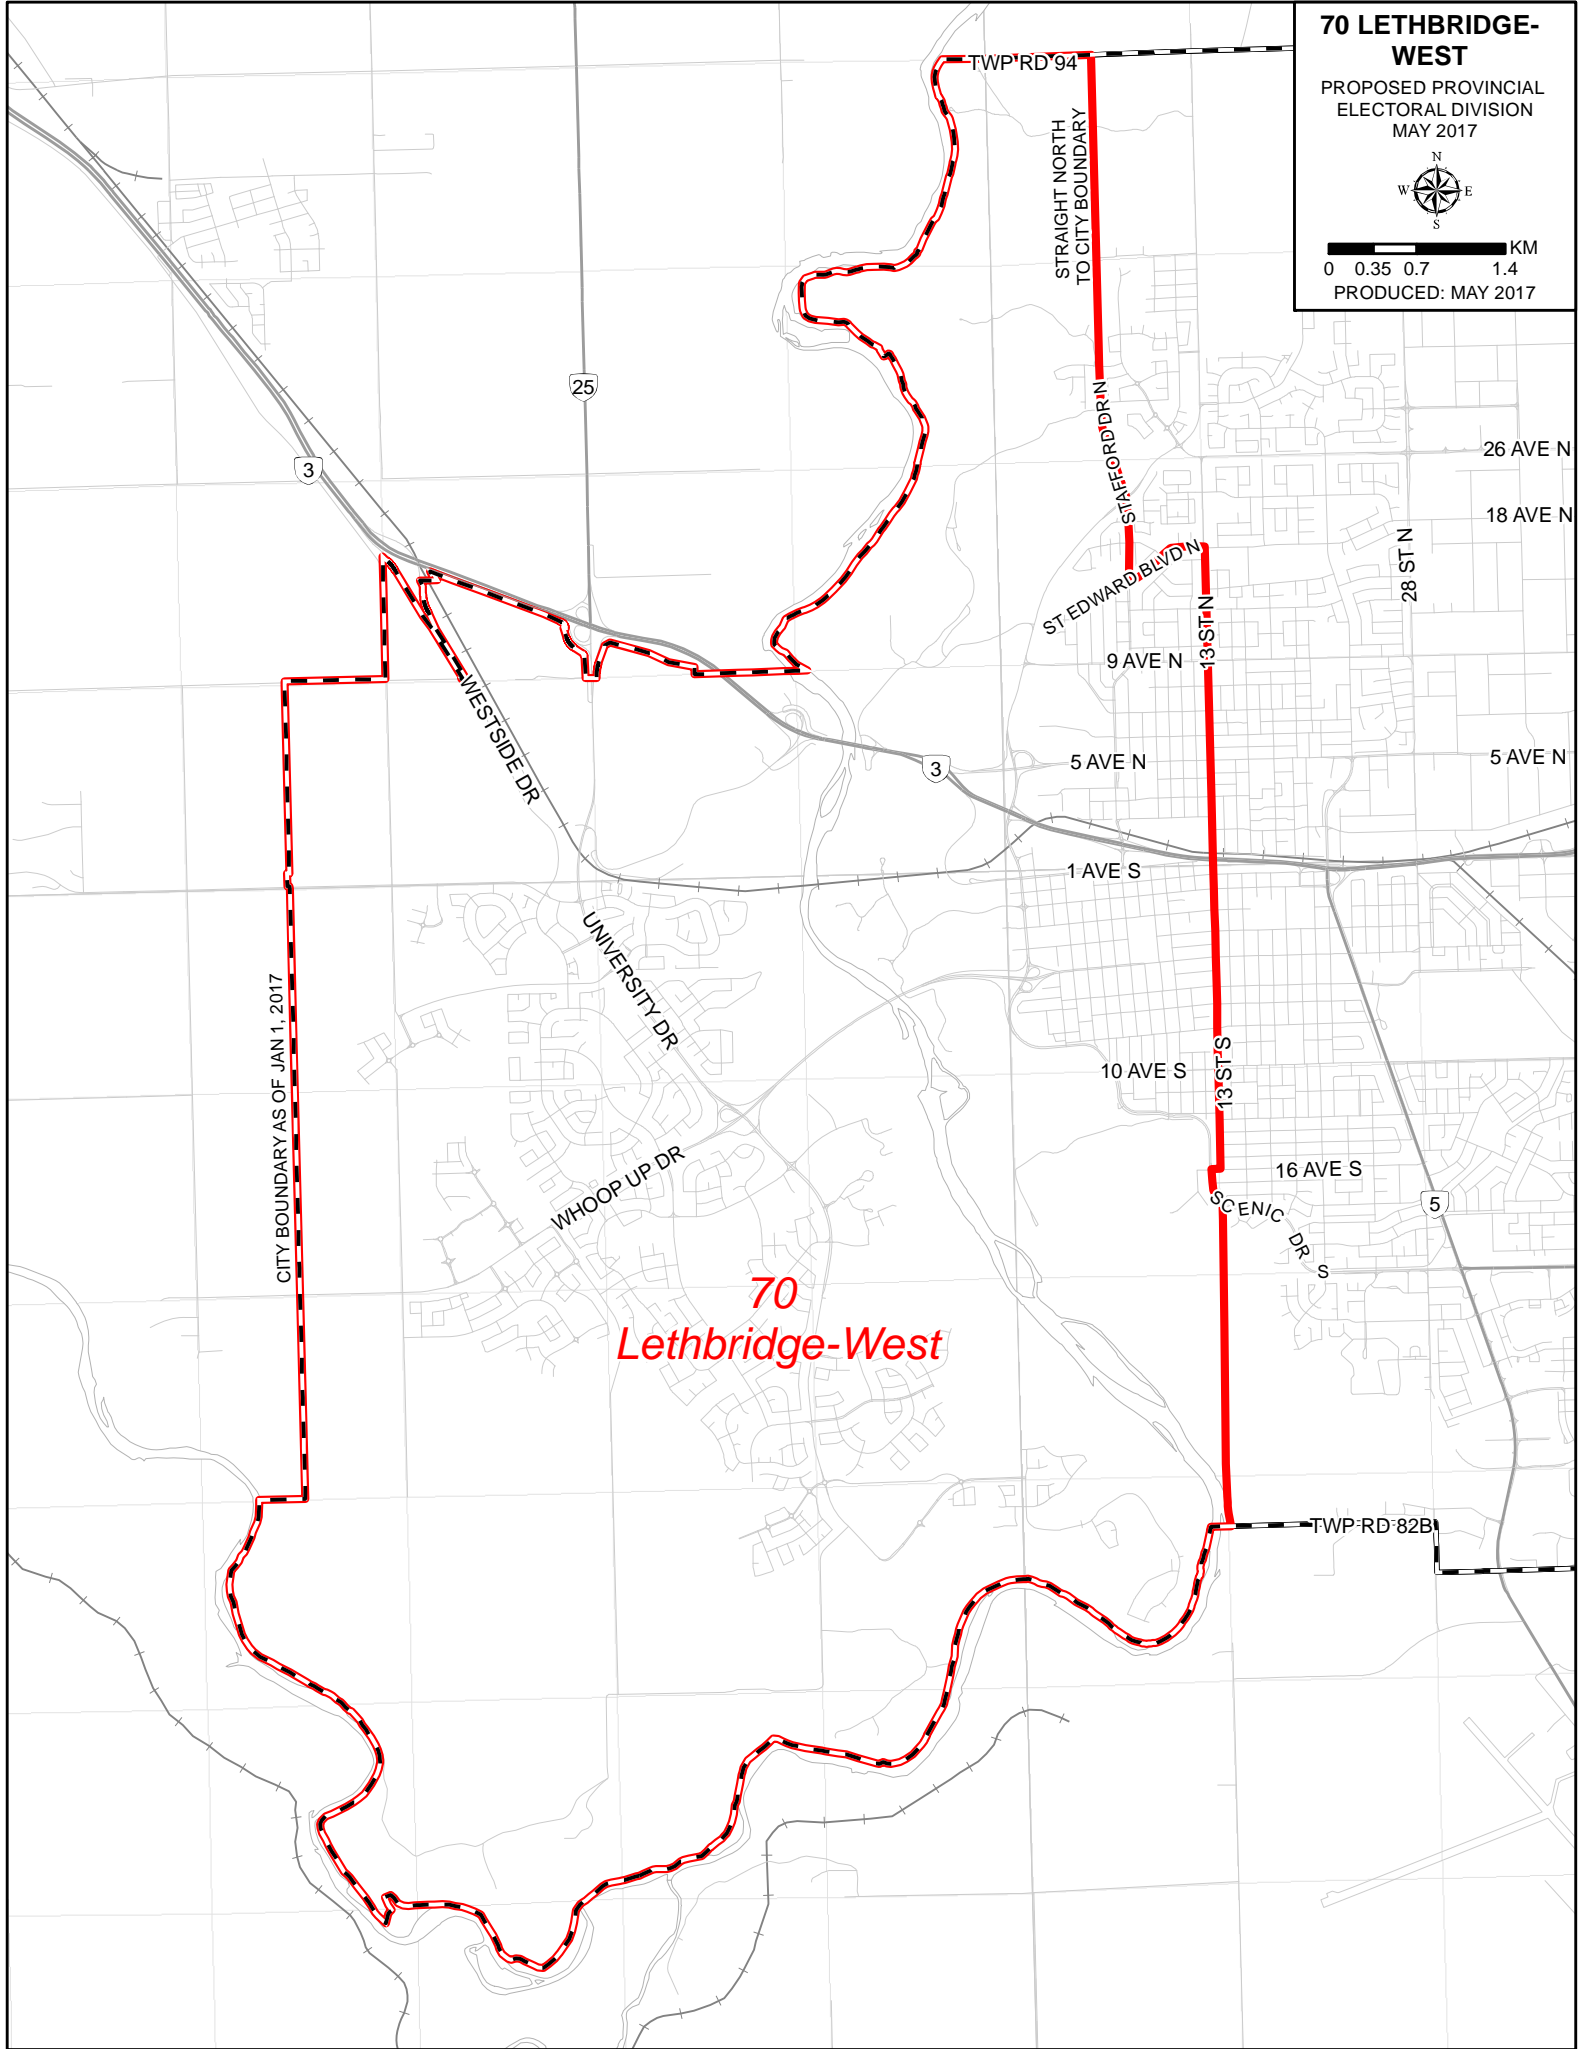 70 LETHBRIDGE-
WEST
PROPOSED PROVINCIAL
ELECTORAL DIVISION
MAY 2017
N
W
E
S
KM
0 0.35 0.7 1.4
PRODUCED: MAY 2017
TWP RD 94
STRAIGHT NORTH
TO CITY BOUNDARY
25
3
STAFFORD DR N
26 AVE N
18 AVE N
28 ST N
ST EDWARD BLVD N
13 ST N
9 AVE N
WESTSIDE DR
5 AVE N
5 AVE N
3
1 AVE S
UNIVERSITY DR
CITY BOUNDARY AS OF JAN 1, 2017
10 AVE S
13 ST S
WHOOP UP DR
16 AVE S
SCENIC DR S
5
70
Lethbridge-West
TWP RD 82B